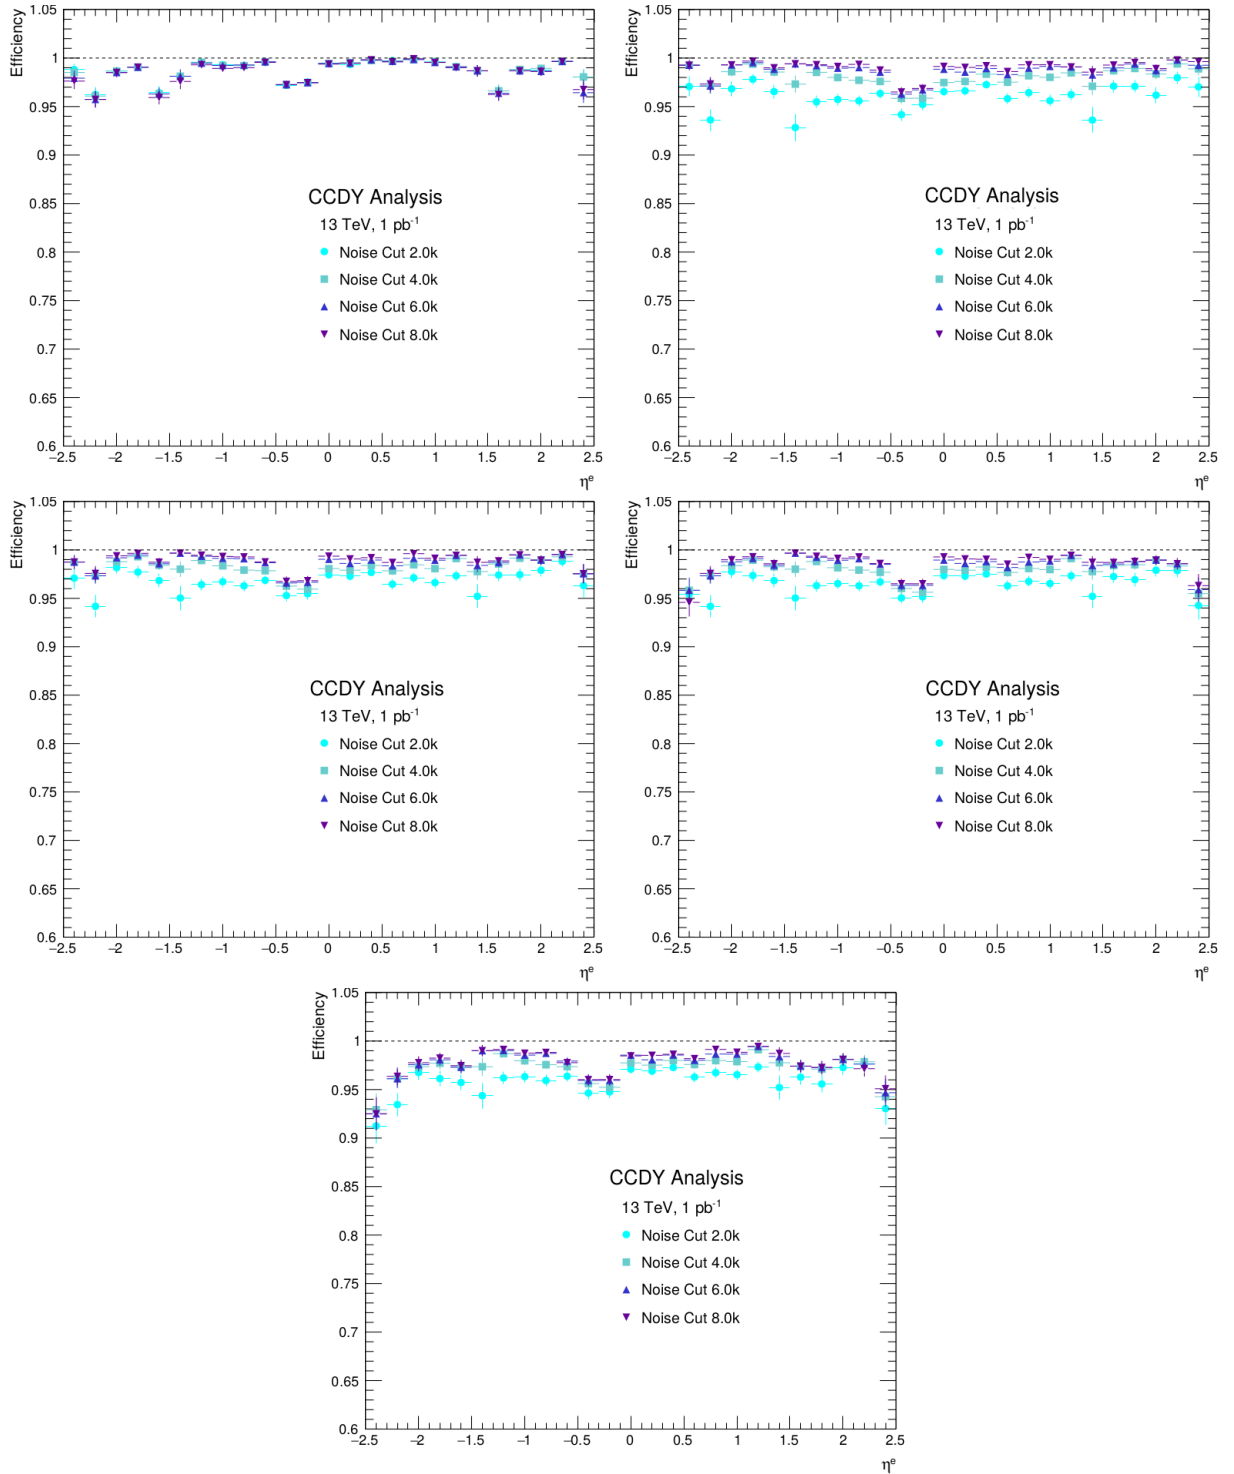 Efficiency
1.05
1
0.95
0.9
0.85
0.8
0.75
0.7
0.65
0.6
CCDY Analysis
13 TeV, 1 pb⁻¹
Noise Cut 2.0k
Noise Cut 4.0k
Noise Cut 6.0k
Noise Cut 8.0k
−2.5 −2 −1.5 −1 −0.5 0 0.5 1 1.5 2 2.5
ηᵉ
Efficiency
1.05
1
0.95
0.9
0.85
0.8
0.75
0.7
0.65
0.6
CCDY Analysis
13 TeV, 1 pb⁻¹
Noise Cut 2.0k
Noise Cut 4.0k
Noise Cut 6.0k
Noise Cut 8.0k
−2.5 −2 −1.5 −1 −0.5 0 0.5 1 1.5 2 2.5
ηᵉ
Efficiency
1.05
1
0.95
0.9
0.85
0.8
0.75
0.7
0.65
0.6
CCDY Analysis
13 TeV, 1 pb⁻¹
Noise Cut 2.0k
Noise Cut 4.0k
Noise Cut 6.0k
Noise Cut 8.0k
−2.5 −2 −1.5 −1 −0.5 0 0.5 1 1.5 2 2.5
ηᵉ
Efficiency
1.05
1
0.95
0.9
0.85
0.8
0.75
0.7
0.65
0.6
CCDY Analysis
13 TeV, 1 pb⁻¹
Noise Cut 2.0k
Noise Cut 4.0k
Noise Cut 6.0k
Noise Cut 8.0k
−2.5 −2 −1.5 −1 −0.5 0 0.5 1 1.5 2 2.5
ηᵉ
Efficiency
1.05
1
0.95
0.9
0.85
0.8
0.75
0.7
0.65
0.6
CCDY Analysis
13 TeV, 1 pb⁻¹
Noise Cut 2.0k
Noise Cut 4.0k
Noise Cut 6.0k
Noise Cut 8.0k
−2.5 −2 −1.5 −1 −0.5 0 0.5 1 1.5 2 2.5
ηᵉ